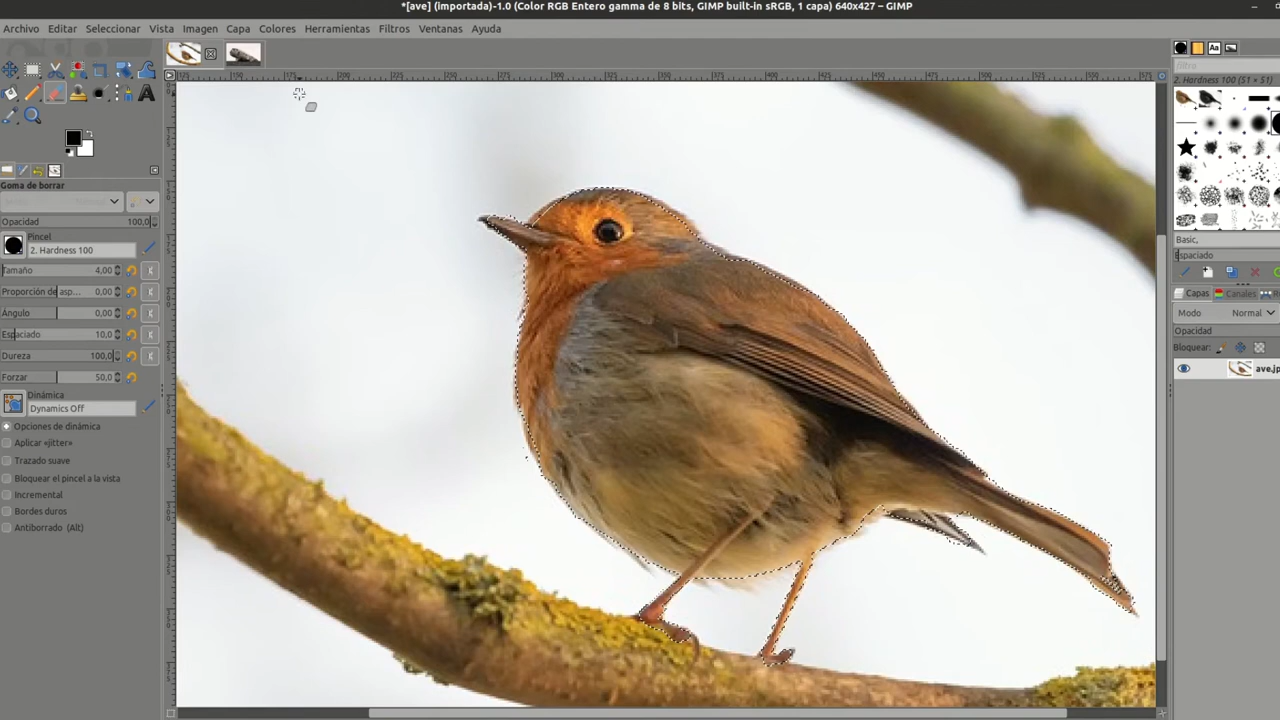 *[ave] (importada)-1.0 (Color RGB Entero gamma de 8 bits, GIMP built-in sRGB, 1 capa) 640x427 – GIMP
Archivo Editar Seleccionar Vista Imagen Capa Colores Herramientas Filtros Ventanas Ayuda
Goma de borrar
Opacidad 100,0
Pincel
2. Hardness 100
Tamaño 4,00
Proporción de asp... 0,00
Ángulo 0,00
Espaciado 10,0
Dureza 100,0
Forzar 50,0
Dinámica
Dynamics Off
Opciones de dinámica
Aplicar «jitter»
Trazado suave
Bloquear el pincel a la vista
Incremental
Bordes duros
Antiborrado (Alt)
filtro
2. Hardness 100 (51 × 51)
Basic,
Espaciado
Capas Canales
Modo Normal
Opacidad
Bloquear:
ave.jp